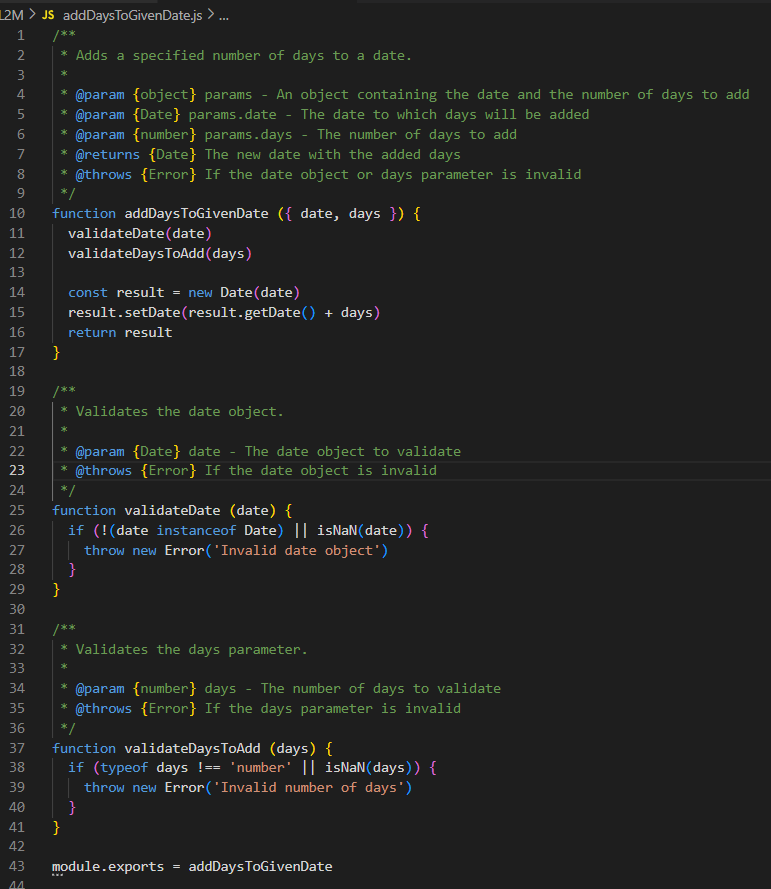 L2M > JS addDaysToGivenDate.js > ...
1 /**
2 * Adds a specified number of days to a date.
3 *
4 * @param {object} params - An object containing the date and the number of days to add
5 * @param {Date} params.date - The date to which days will be added
6 * @param {number} params.days - The number of days to add
7 * @returns {Date} The new date with the added days
8 * @throws {Error} If the date object or days parameter is invalid
9 */
10 function addDaysToGivenDate ({ date, days }) {
11 validateDate(date)
12 validateDaysToAdd(days)
13
14 const result = new Date(date)
15 result.setDate(result.getDate() + days)
16 return result
17 }
18
19 /**
20 * Validates the date object.
21 *
22 * @param {Date} date - The date object to validate
23 * @throws {Error} If the date object is invalid
24 */
25 function validateDate (date) {
26 if (!(date instanceof Date) || isNaN(date)) {
27 throw new Error('Invalid date object')
28 }
29 }
30
31 /**
32 * Validates the days parameter.
33 *
34 * @param {number} days - The number of days to validate
35 * @throws {Error} If the days parameter is invalid
36 */
37 function validateDaysToAdd (days) {
38 if (typeof days !== 'number' || isNaN(days)) {
39 throw new Error('Invalid number of days')
40 }
41 }
42
43 module.exports = addDaysToGivenDate
44